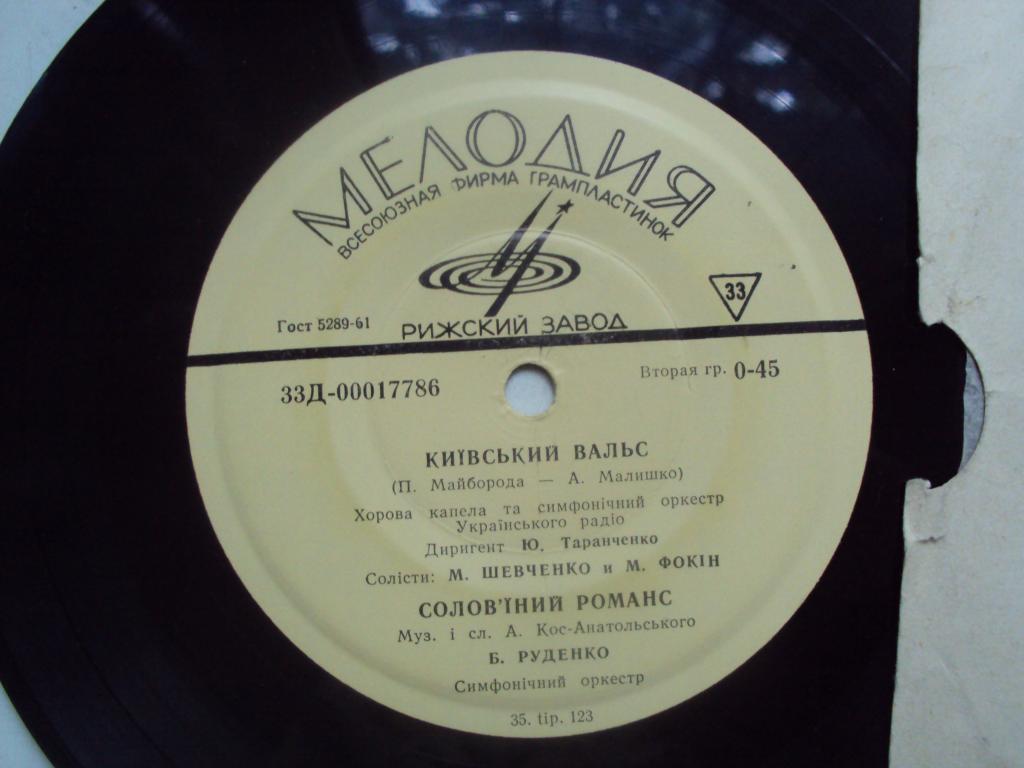 МЕЛОДИЯ
ВСЕСОЮЗНАЯ ФИРМА ГРАМПЛАСТИНОК
33
Гост 5289-61
РИЖСКИЙ ЗАВОД
33Д-00017786
Вторая гр. 0-45
КИЇВСЬКИЙ ВАЛЬС
(П. Майборода — А. Малишко)
Хорова капела та симфонічний оркестр
Українського радіо
Диригент Ю. Таранченко
Солісти: М. ШЕВЧЕНКО и М. ФОКІН
СОЛОВ'ЇНИЙ РОМАНС
Муз. і сл. А. Кос-Анатольського
Б. РУДЕНКО
Симфонічний оркестр
35. tip. 123